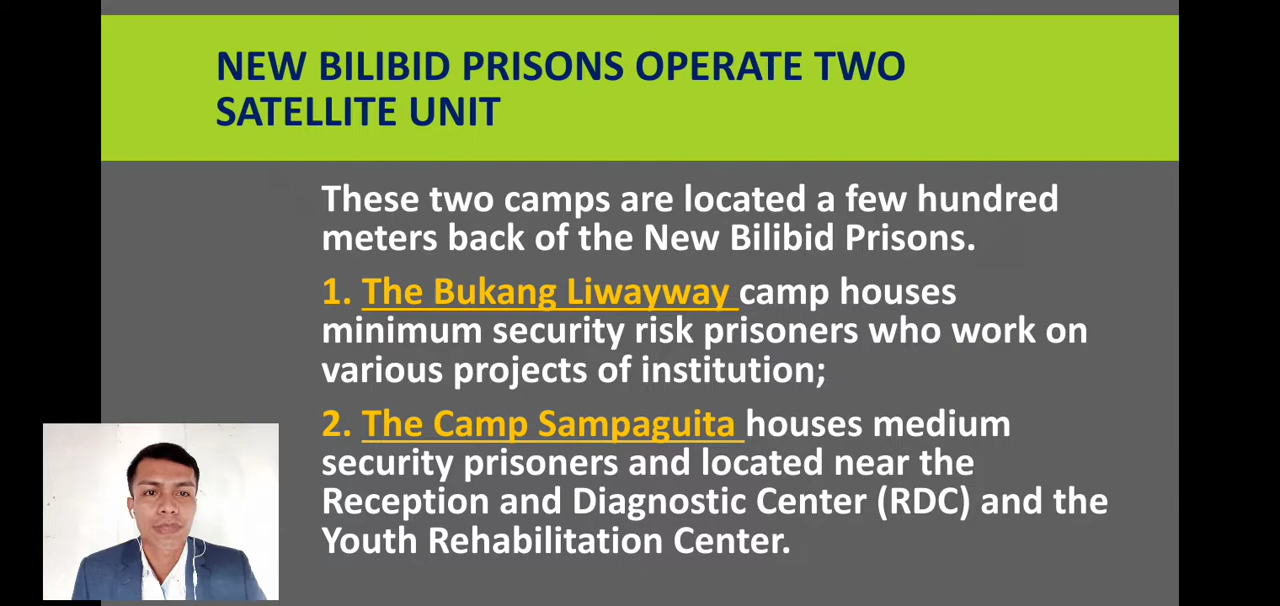 NEW BILIBID PRISONS OPERATE TWO
SATELLITE UNIT
These two camps are located a few hundred
meters back of the New Bilibid Prisons.
1. The Bukang Liwayway camp houses
minimum security risk prisoners who work on
various projects of institution;
2. The Camp Sampaguita houses medium
security prisoners and located near the
Reception and Diagnostic Center (RDC) and the
Youth Rehabilitation Center.